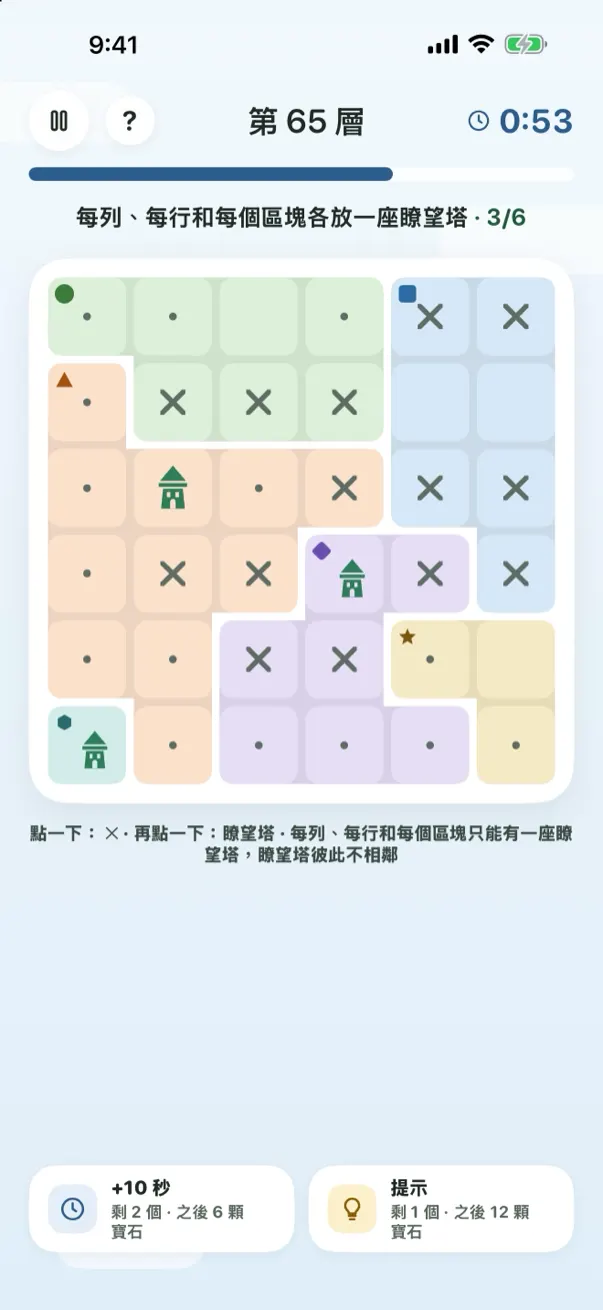 9:41
?
第 65 層
0:53
每列、每行和每個區塊各放一座瞭望塔 · 3/6
點一下：× · 再點一下：瞭望塔 · 每列、每行和每個區塊只能有一座瞭
望塔，瞭望塔彼此不相鄰
+10 秒
剩 2 個 · 之後 6 顆
寶石
提示
剩 1 個 · 之後 12 顆
寶石